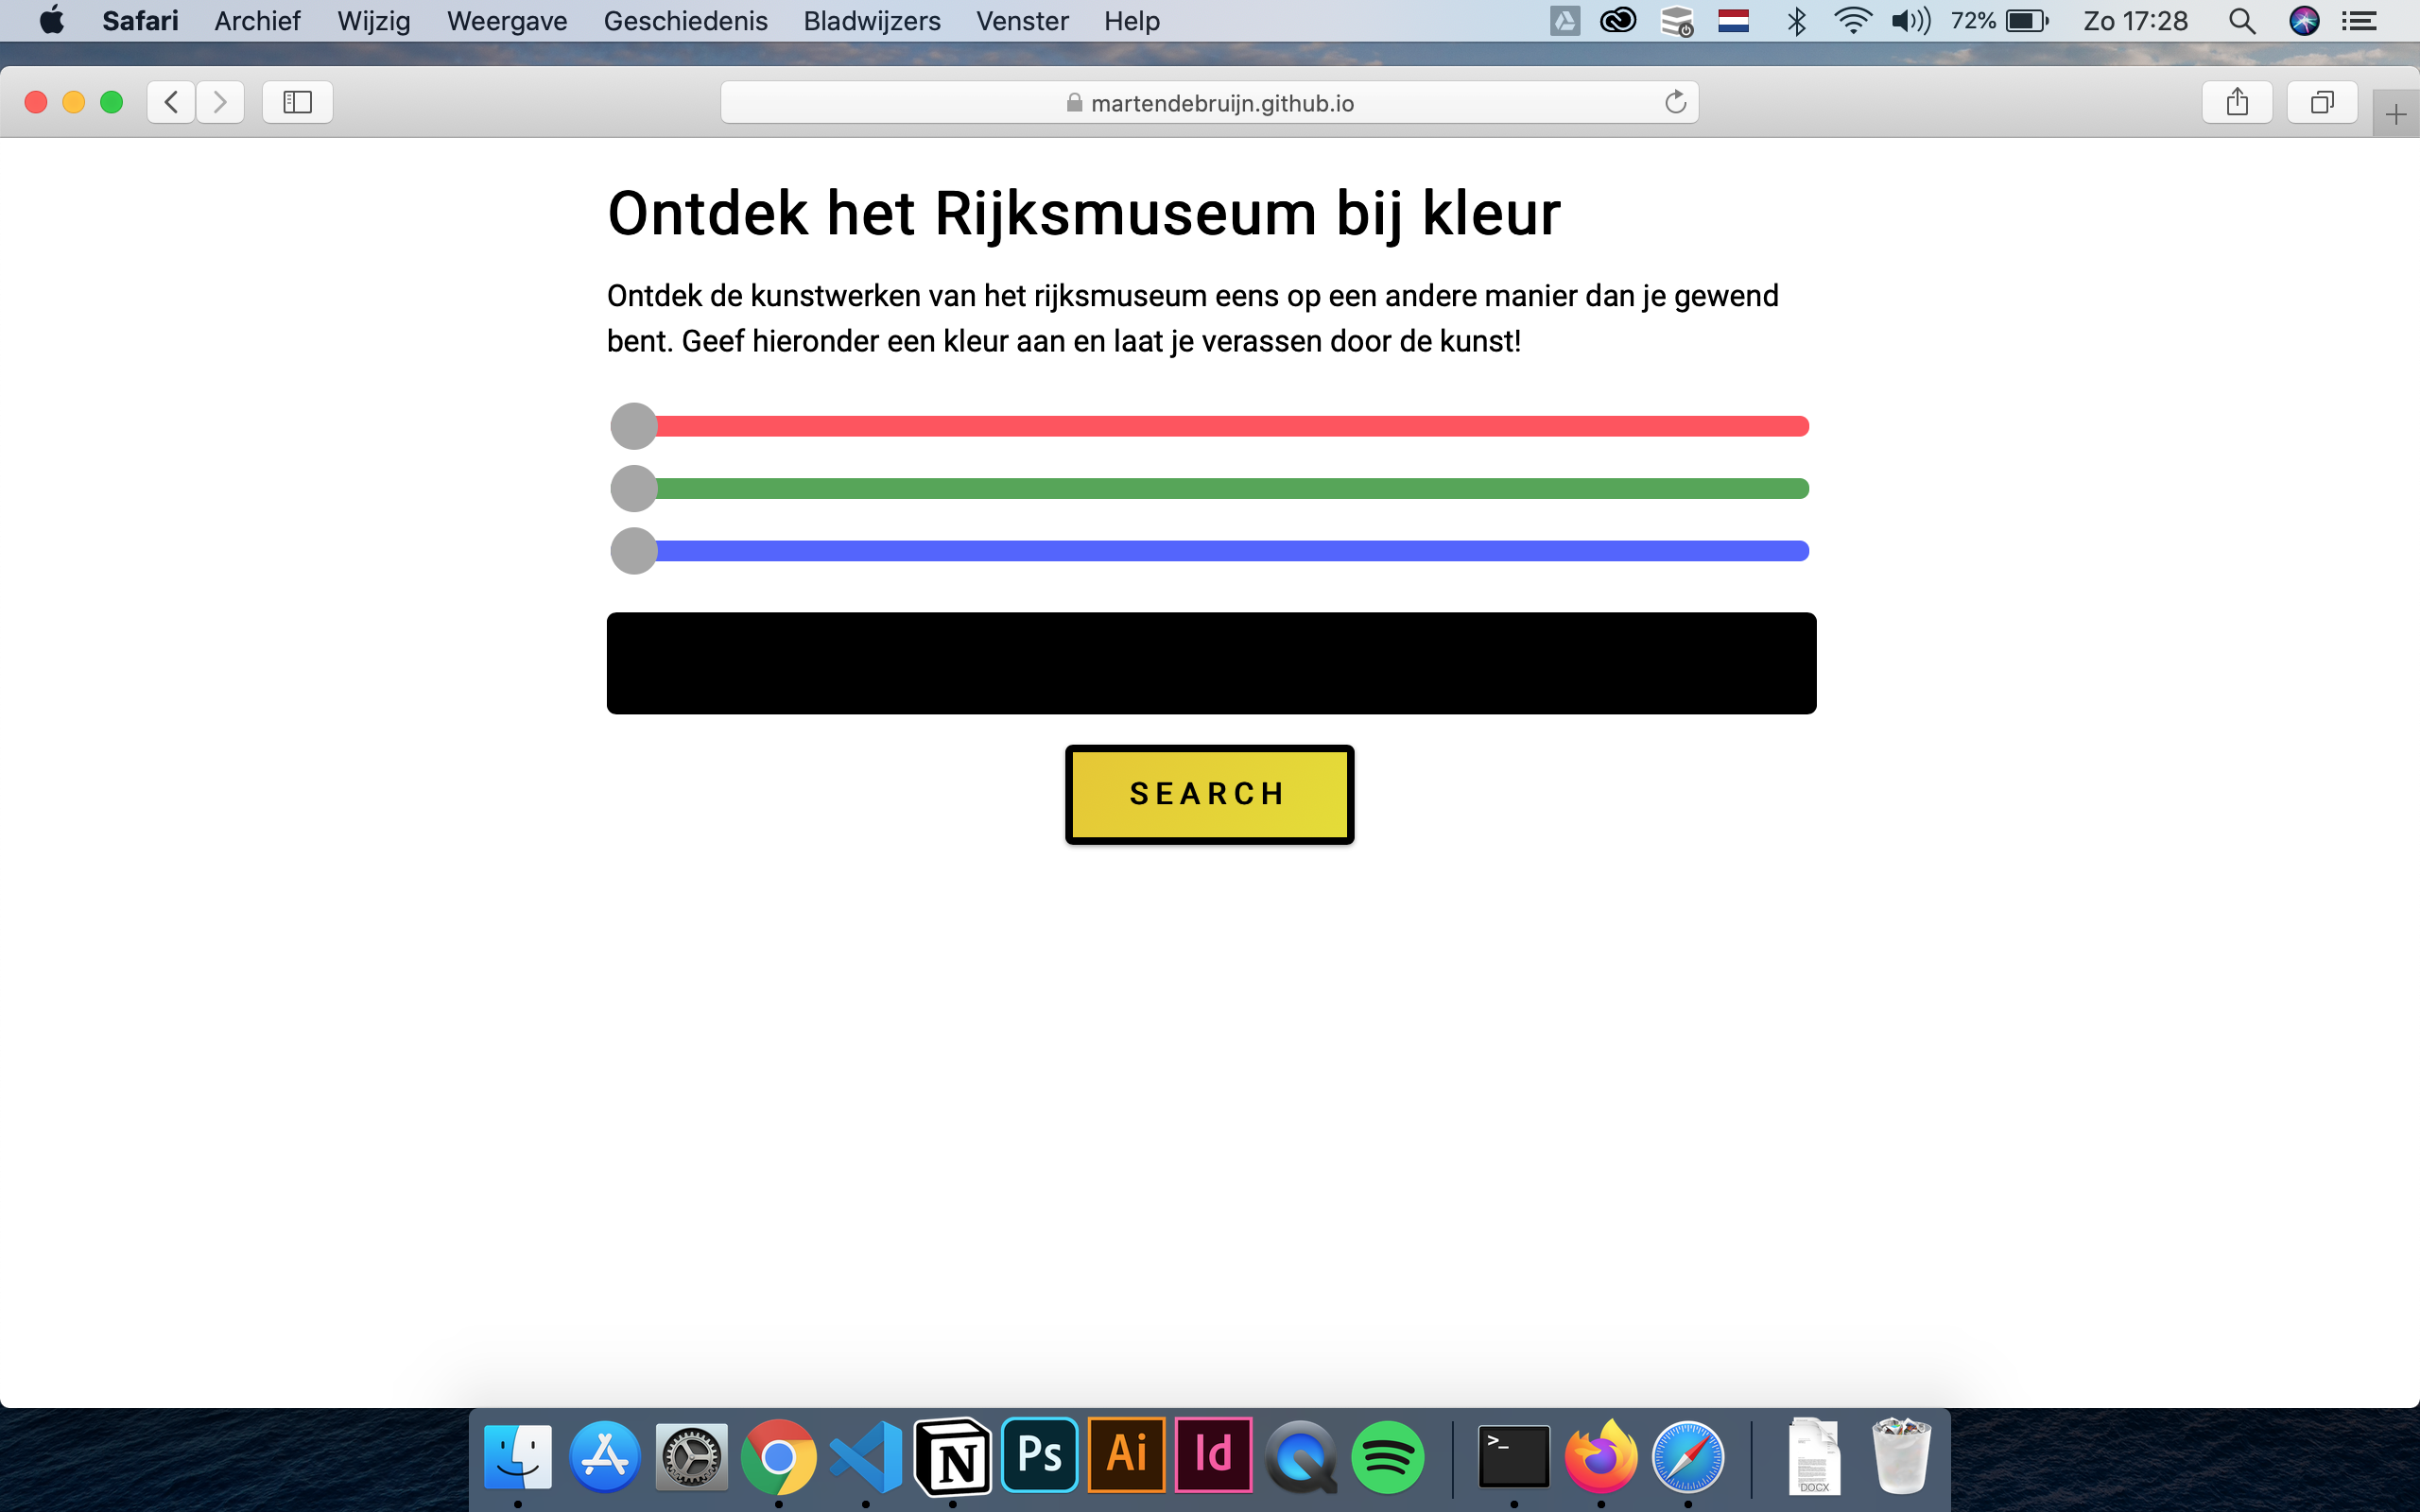 Safari Archief Wijzig Weergave Geschiedenis Bladwijzers Venster Help 72% Zo 17:28
martendebruijn.github.io
Ontdek het Rijksmuseum bij kleur
Ontdek de kunstwerken van het rijksmuseum eens op een andere manier dan je gewend
bent. Geef hieronder een kleur aan en laat je verassen door de kunst!
SEARCH
N Ps Ai Id >_ DOCX